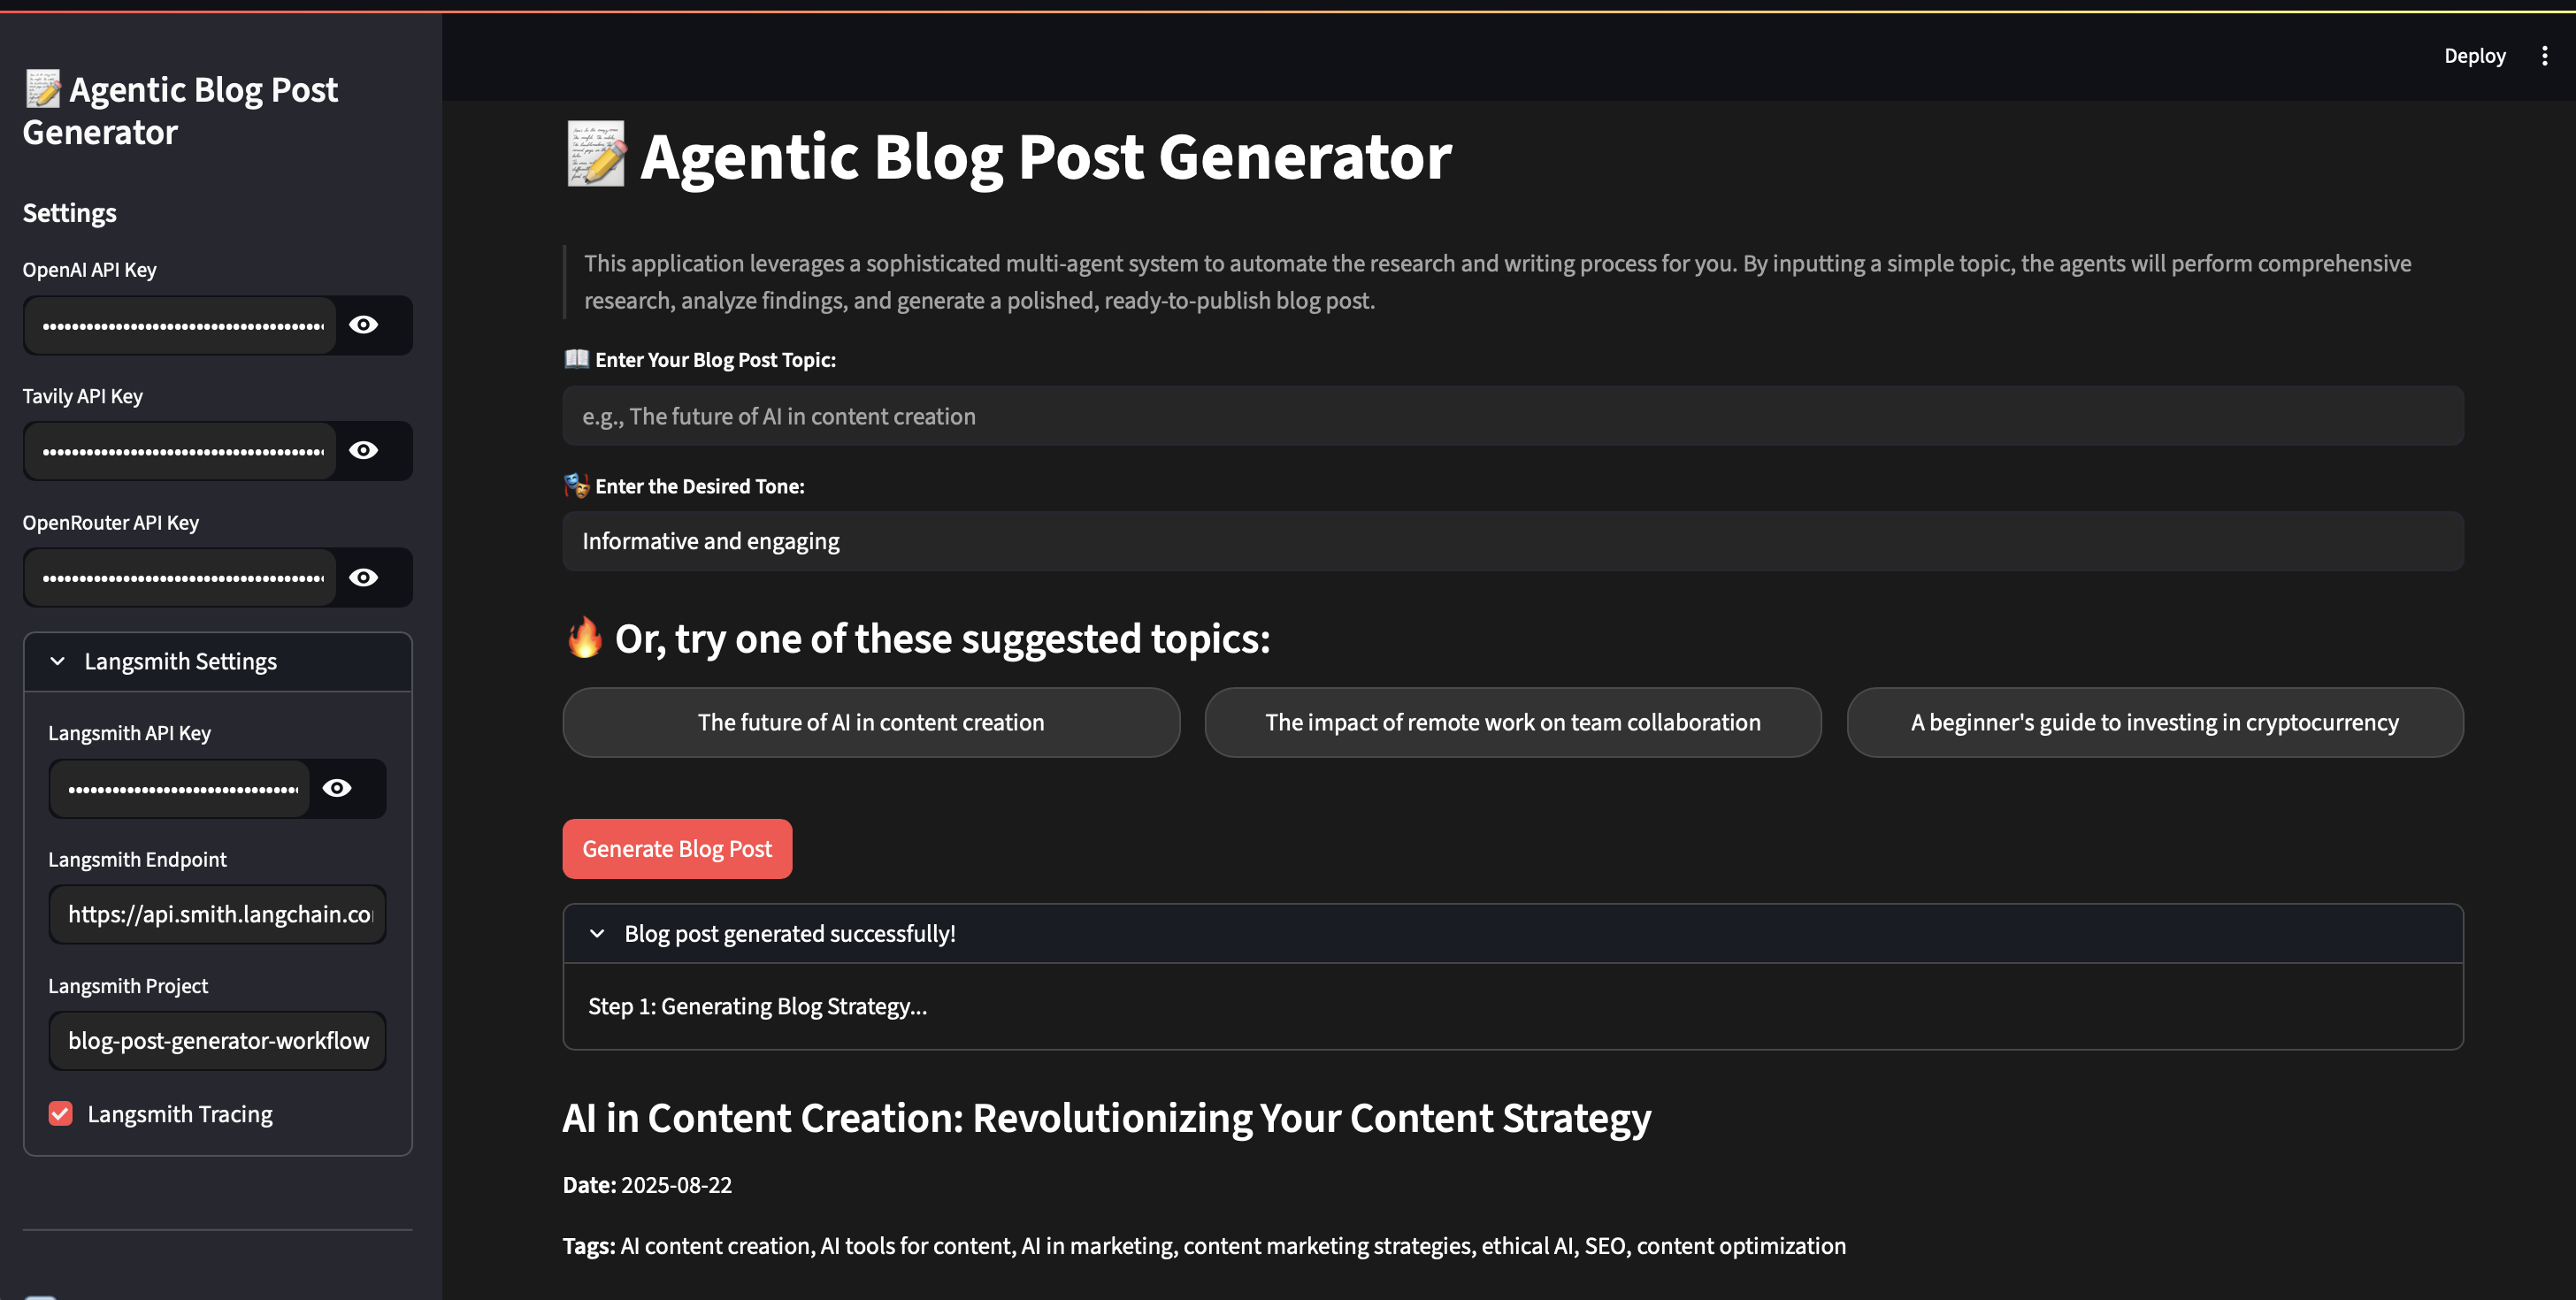 Deploy
📝 Agentic Blog Post
Generator
Settings
OpenAI API Key
Tavily API Key
OpenRouter API Key
Langsmith Settings
Langsmith API Key
Langsmith Endpoint
https://api.smith.langchain.co
Langsmith Project
blog-post-generator-workflow
Langsmith Tracing
📝 Agentic Blog Post Generator
This application leverages a sophisticated multi-agent system to automate the research and writing process for you. By inputting a simple topic, the agents will perform comprehensive
research, analyze findings, and generate a polished, ready-to-publish blog post.
📖 Enter Your Blog Post Topic:
e.g., The future of AI in content creation
🎭 Enter the Desired Tone:
Informative and engaging
🔥 Or, try one of these suggested topics:
The future of AI in content creation
The impact of remote work on team collaboration
A beginner's guide to investing in cryptocurrency
Generate Blog Post
Blog post generated successfully!
Step 1: Generating Blog Strategy...
AI in Content Creation: Revolutionizing Your Content Strategy
Date: 2025-08-22
Tags: AI content creation, AI tools for content, AI in marketing, content marketing strategies, ethical AI, SEO, content optimization